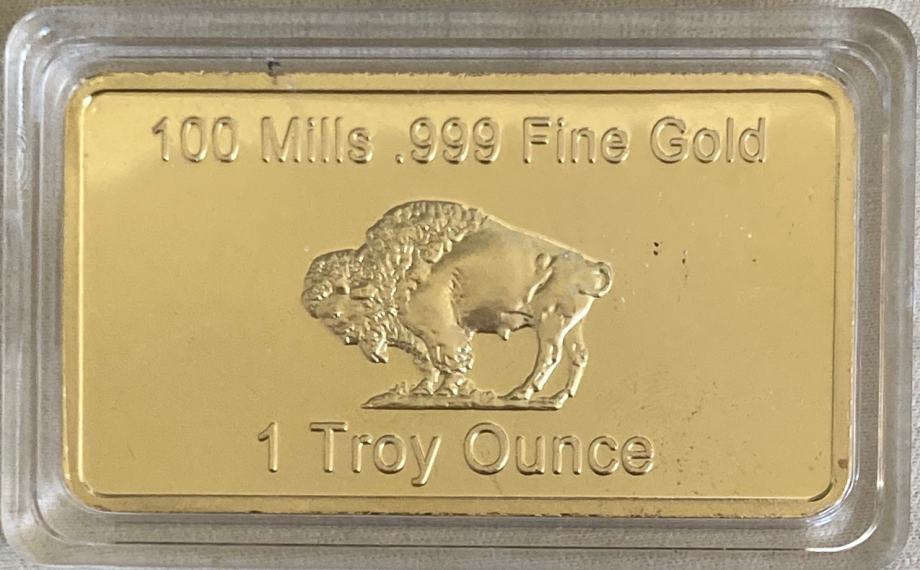 100 Mills .999 Fine Gold
1 Troy Ounce